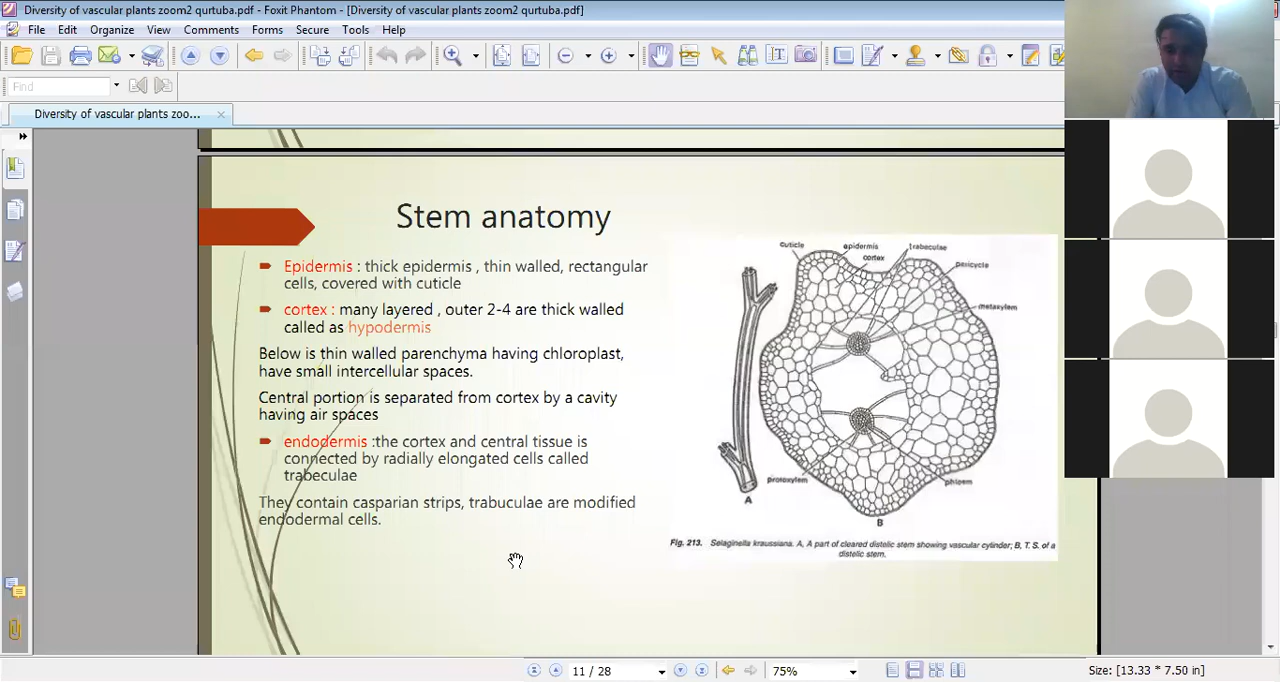 Diversity of vascular plants zoom2 qurtuba.pdf - Foxit Phantom - [Diversity of vascular plants zoom2 qurtuba.pdf]
File Edit Organize View Comments Forms Secure Tools Help
Find
Diversity of vascular plants zoo...
Stem anatomy
Epidermis : thick epidermis , thin walled, rectangular
cells, covered with cuticle
cortex : many layered , outer 2-4 are thick walled
called as hypodermis
Below is thin walled parenchyma having chloroplast,
have small intercellular spaces.
Central portion is separated from cortex by a cavity
having air spaces
endodermis :the cortex and central tissue is
connected by radially elongated cells called
trabeculae
They contain casparian strips, trabuculae are modified
endodermal cells.
cuticle
epidermis
trabeculae
cortex
pericycle
metaxylem
protoxylem
phloem
A
B
Fig. 213. Selaginella kraussiana. A, A part of cleared distelic stem showing vascular cylinder; B, T. S. of a
distelic stem.
11 / 28
75%
Size: [13.33 * 7.50 in]